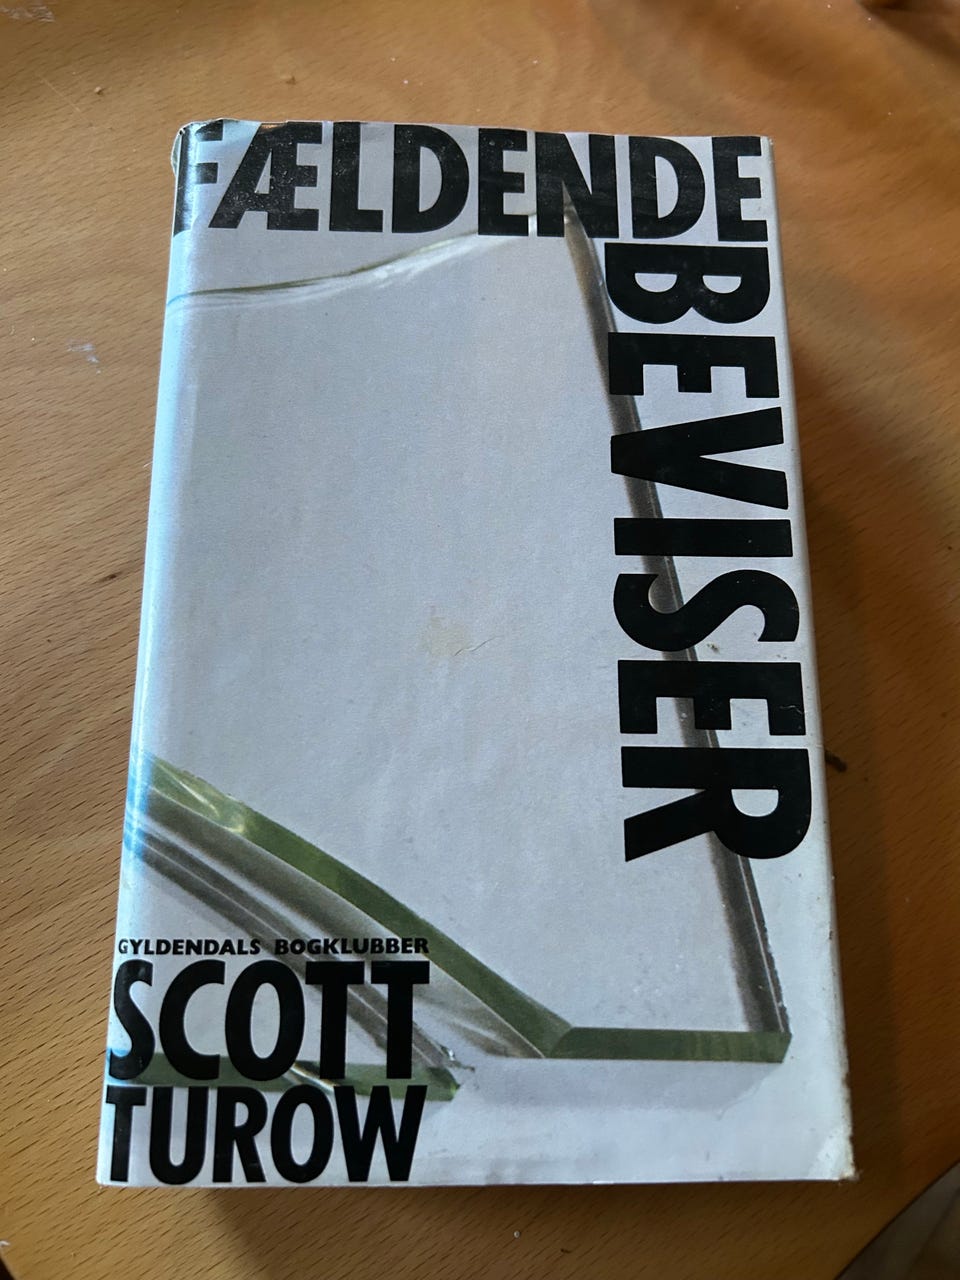 FÆLDENDE
BEVISER
GYLDENDALS BOGKLUBBER
SCOTT
TUROW